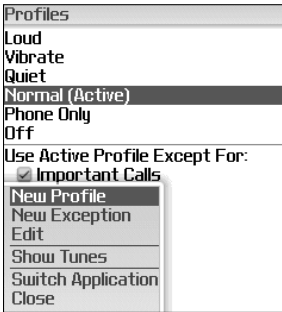 Profiles
Loud
Vibrate
Quiet
Normal (Active)
Phone Only
Off
Use Active Profile Except For:
Important Calls
New Profile
New Exception
Edit
Show Tunes
Switch Application
Close